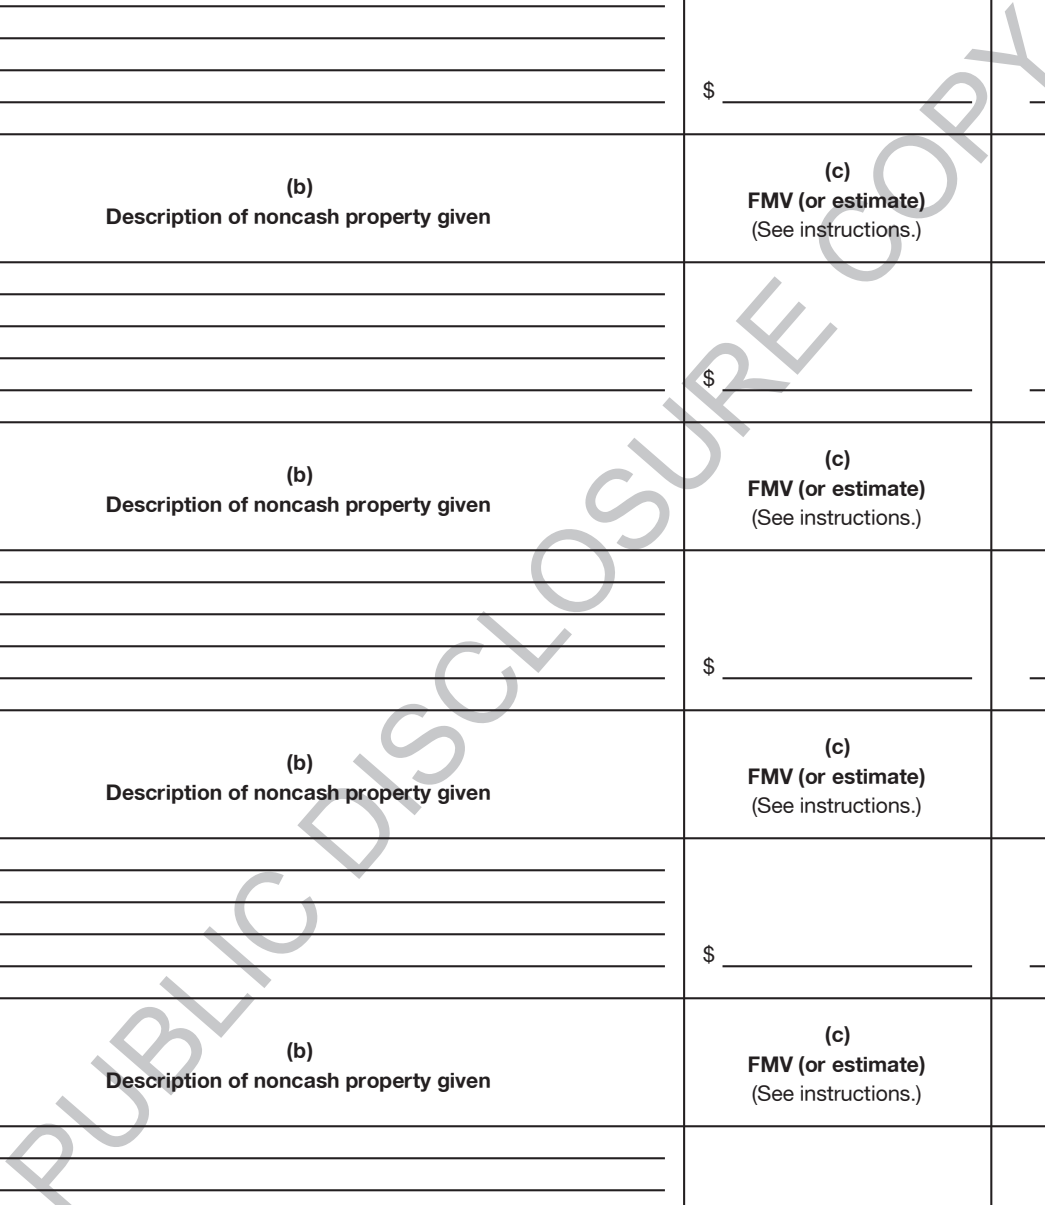 $
(b)
Description of noncash property given
(c)
FMV (or estimate)
(See instructions.)
$
(b)
Description of noncash property given
(c)
FMV (or estimate)
(See instructions.)
$
(b)
Description of noncash property given
(c)
FMV (or estimate)
(See instructions.)
$
(b)
Description of noncash property given
(c)
FMV (or estimate)
(See instructions.)
PUBLIC DISCLOSURE COPY